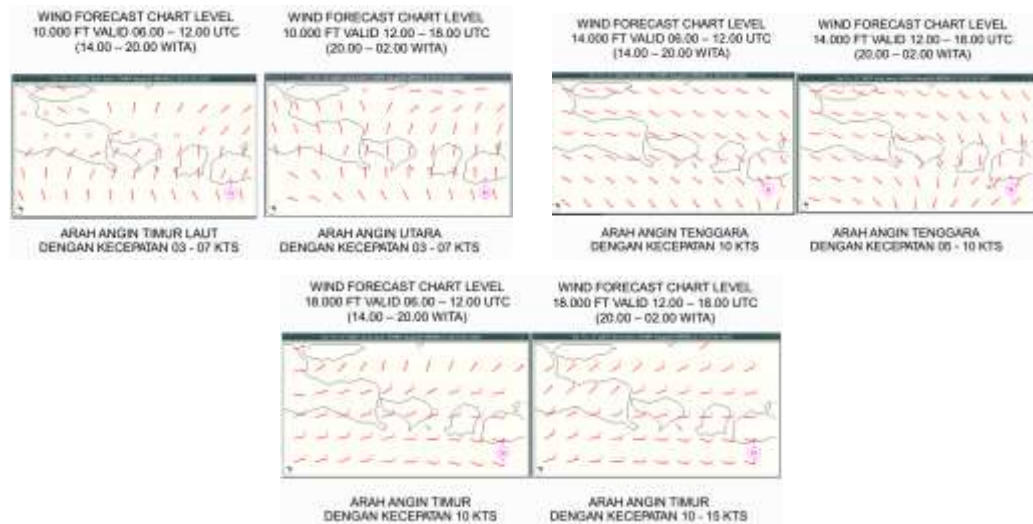 WIND FORECAST CHART LEVEL
10.000 FT VALID 06.00 – 12.00 UTC
(14.00 – 20.00 WITA)
WIND FORECAST CHART LEVEL
10.000 FT VALID 12.00 – 18.00 UTC
(20.00 – 02.00 WITA)
WIND FORECAST CHART LEVEL
14.000 FT VALID 06.00 – 12.00 UTC
(14.00 – 20.00 WITA)
WIND FORECAST CHART LEVEL
14.000 FT VALID 12.00 – 18.00 UTC
(20.00 – 02.00 WITA)
ARAH ANGIN TIMUR LAUT
DENGAN KECEPATAN 03 - 07 KTS
ARAH ANGIN UTARA
DENGAN KECEPATAN 03 - 07 KTS
ARAH ANGIN TENGGARA
DENGAN KECEPATAN 10 KTS
ARAH ANGIN TENGGARA
DENGAN KECEPATAN 05 - 10 KTS
WIND FORECAST CHART LEVEL
18.000 FT VALID 06.00 – 12.00 UTC
(14.00 – 20.00 WITA)
WIND FORECAST CHART LEVEL
18.000 FT VALID 12.00 – 18.00 UTC
(20.00 – 02.00 WITA)
ARAH ANGIN TIMUR
DENGAN KECEPATAN 10 KTS
ARAH ANGIN TIMUR
DENGAN KECEPATAN 10 - 15 KTS